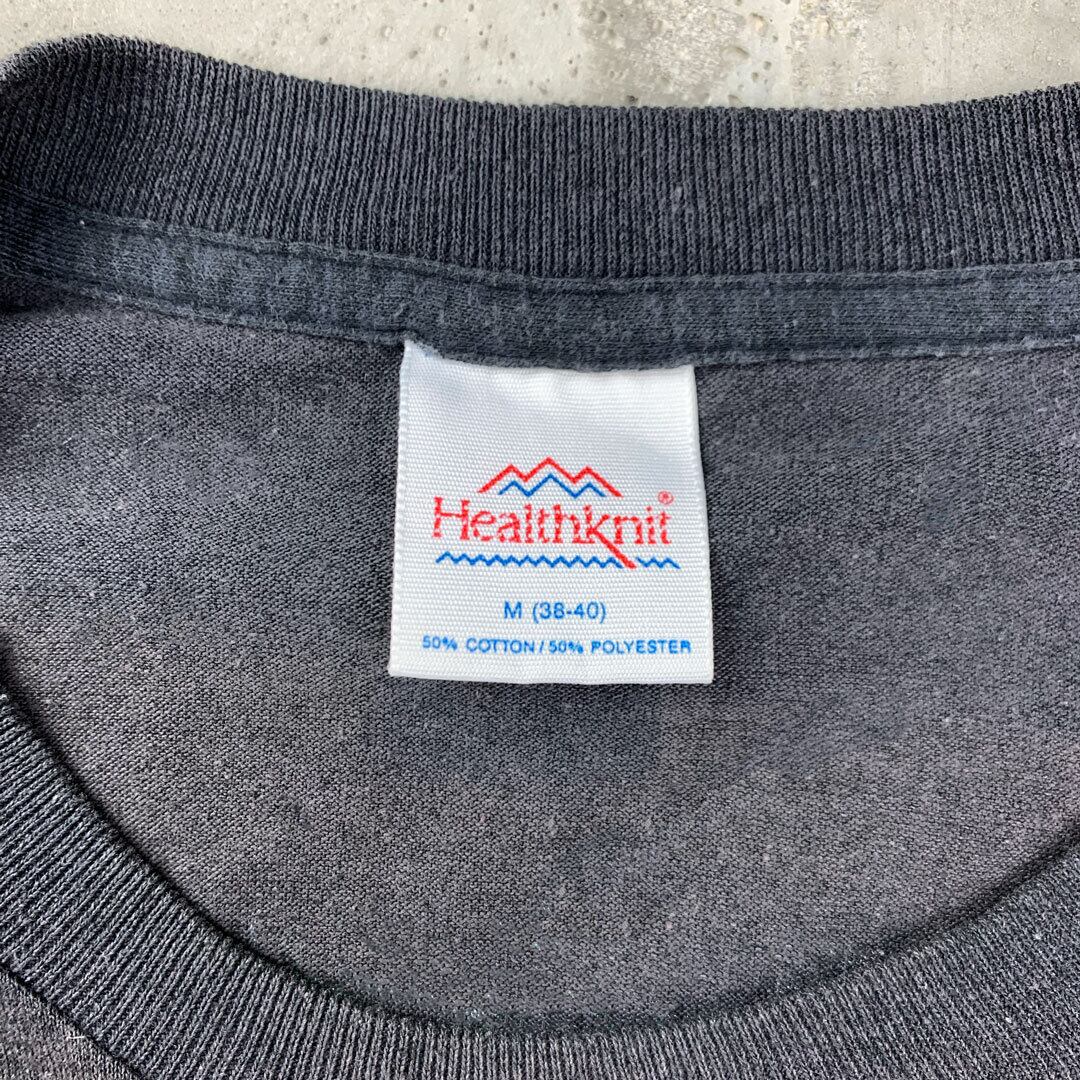 Healthknit®
M (38-40)
50% COTTON / 50% POLYESTER